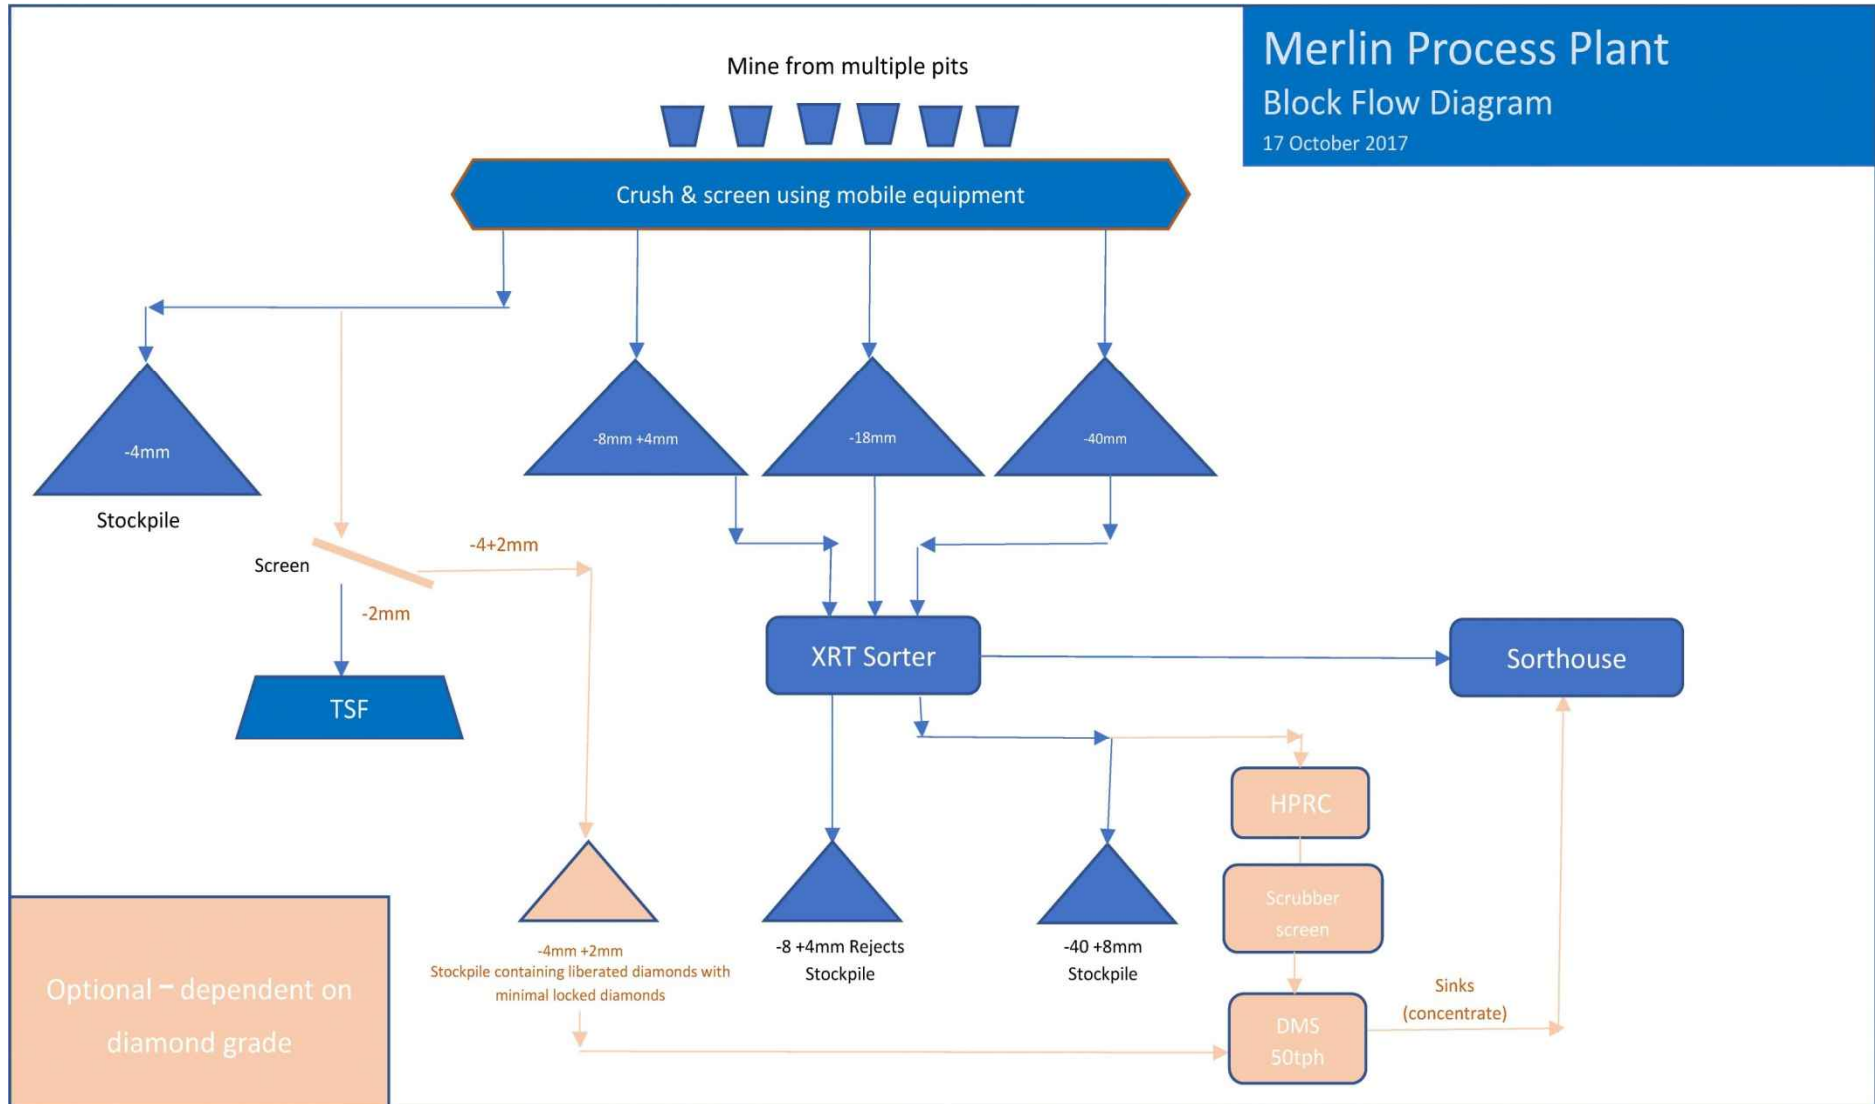 Merlin Process Plant
Block Flow Diagram
17 October 2017
Mine from multiple pits
Crush & screen using mobile equipment
-4mm
-8mm +4mm
-18mm
-40mm
Stockpile
Screen
-4+2mm
-2mm
TSF
XRT Sorter
Sorthouse
HPRC
Scrubber
screen
-4mm +2mm
Stockpile containing liberated diamonds with
minimal locked diamonds
-8 +4mm Rejects
Stockpile
-40 +8mm
Stockpile
DMS
50tph
Sinks
(concentrate)
Optional – dependent on
diamond grade